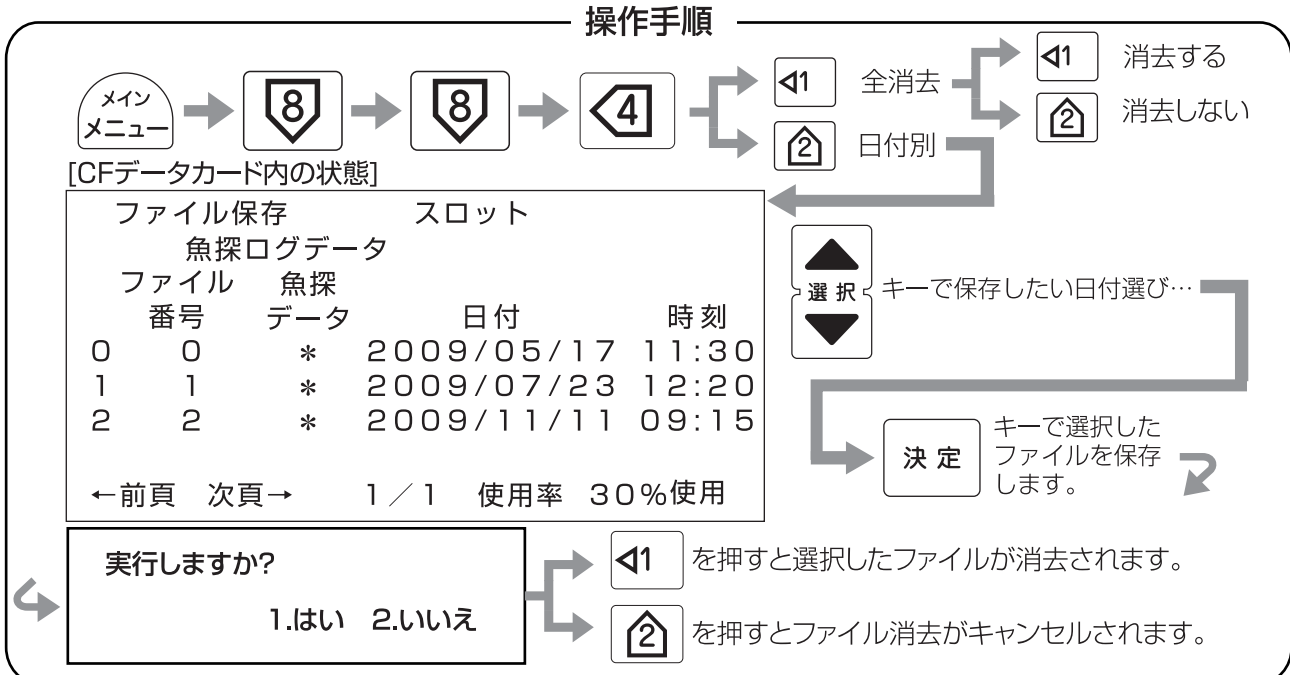 操作手順
メイン
メニュー
8
8
4
1 全消去
1 消去する
2 消去しない
2 日付別
[CFデータカード内の状態]
ファイル保存 スロット
魚探ログデータ
ファイル 魚探
番号 データ 日付 時刻
0 0 * 2009/05/17 11:30
1 1 * 2009/07/23 12:20
2 2 * 2009/11/11 09:15
←前頁 次頁→ 1/1 使用率 30%使用
▲
選択
▼
キーで保存したい日付選び…
決定
キーで選択した
ファイルを保存
します。
実行しますか?
1.はい 2.いいえ
1 を押すと選択したファイルが消去されます。
2 を押すとファイル消去がキャンセルされます。